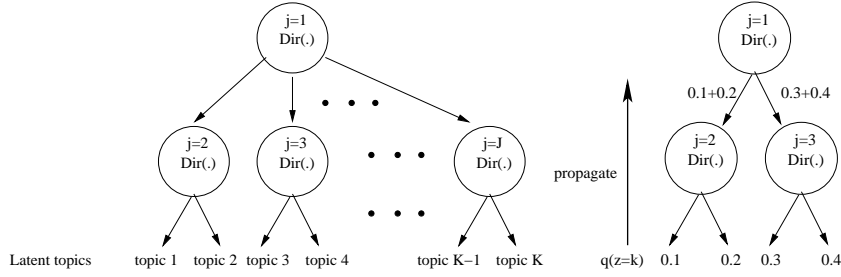 j=1
Dir(.)
j=2
Dir(.)
j=3
Dir(.)
j=J
Dir(.)
Latent topics
topic 1
topic 2
topic 3
topic 4
topic K−1
topic K
j=1
Dir(.)
0.1+0.2
0.3+0.4
j=2
Dir(.)
j=3
Dir(.)
propagate
q(z=k)
0.1
0.2
0.3
0.4